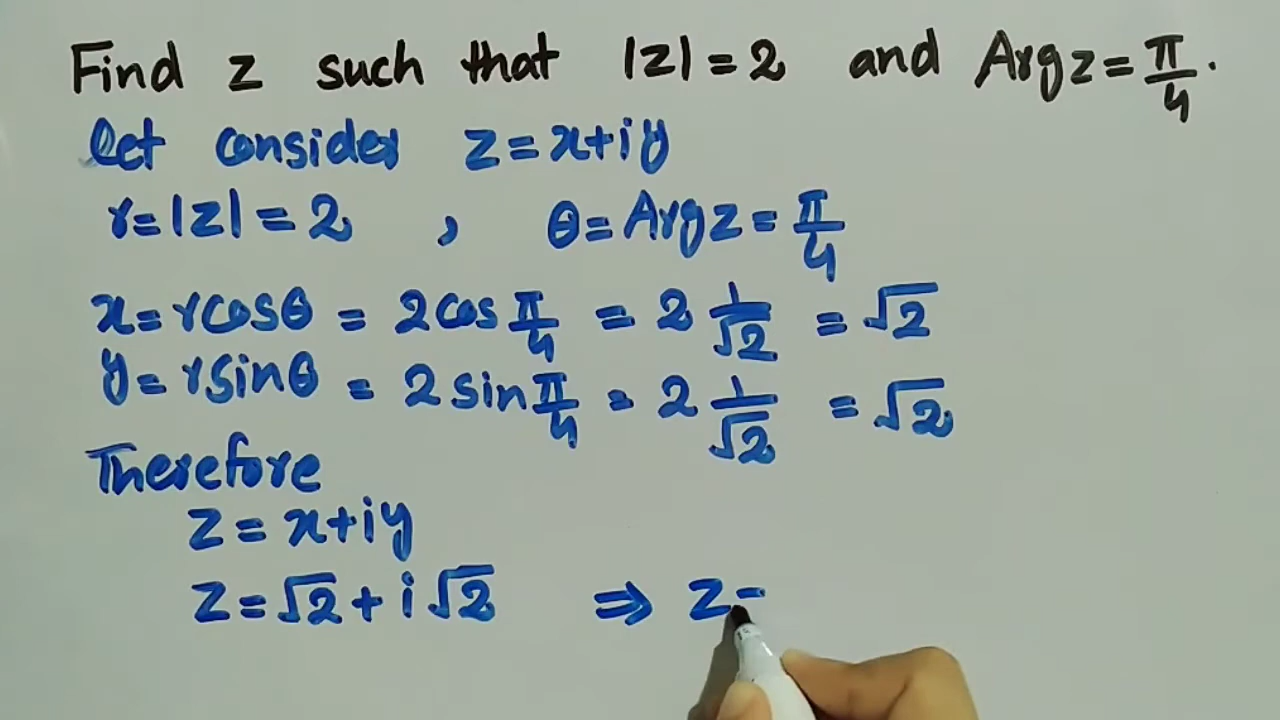 Find z such that |z| = 2 and Arg z = π/4.
Let consider z = x+iy
r = |z| = 2 , θ = Arg z = π/4
x = r cosθ = 2 cos π/4 = 2 1/√2 = √2
y = r sinθ = 2 sin π/4 = 2 1/√2 = √2
Therefore
z = x+iy
z = √2 + i√2 ⇒ z =